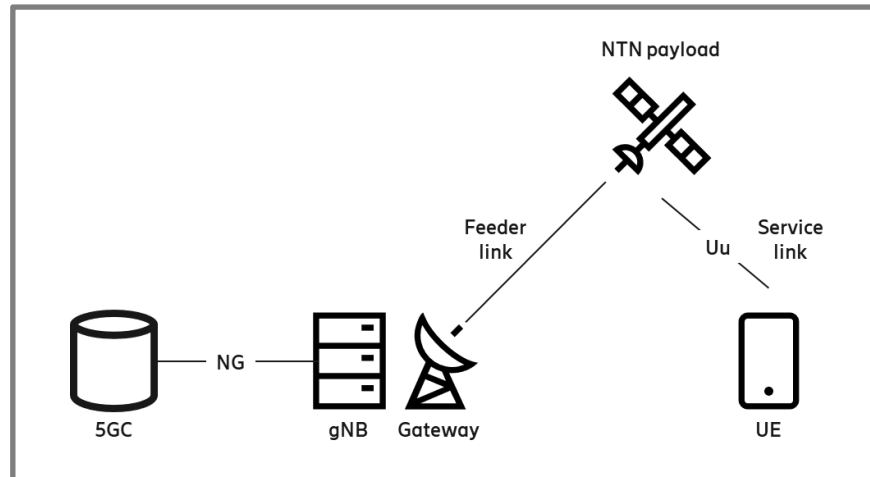 NTN payload
Feeder
link
Service
link
Uu
NG
5GC
gNB
Gateway
UE